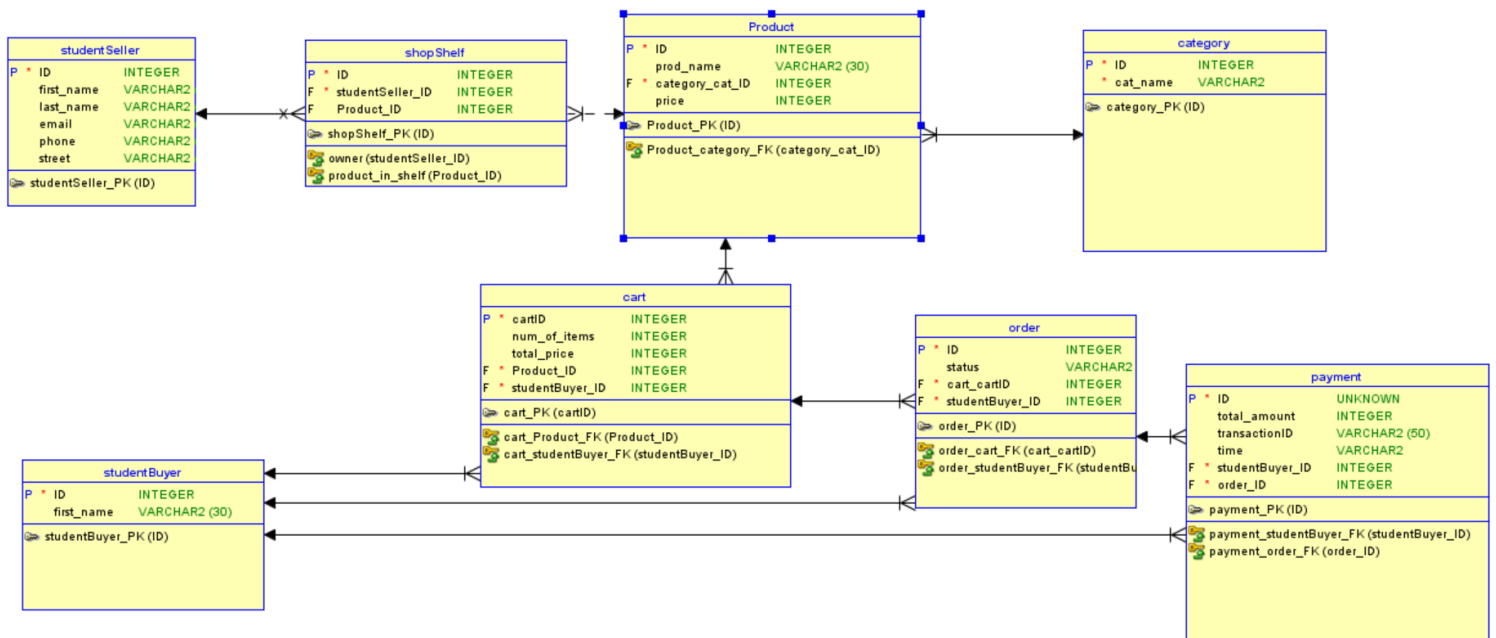 studentSeller
P * ID INTEGER
first_name VARCHAR2
last_name VARCHAR2
email VARCHAR2
phone VARCHAR2
street VARCHAR2
studentSeller_PK (ID)
shopShelf
P * ID INTEGER
F * studentSeller_ID INTEGER
F Product_ID INTEGER
shopShelf_PK (ID)
owner (studentSeller_ID)
product_in_shelf (Product_ID)
Product
P * ID INTEGER
prod_name VARCHAR2 (30)
F * category_cat_ID INTEGER
price INTEGER
Product_PK (ID)
Product_category_FK (category_cat_ID)
category
P * ID INTEGER
* cat_name VARCHAR2
category_PK (ID)
cart
P * cartID INTEGER
num_of_items INTEGER
total_price INTEGER
F * Product_ID INTEGER
F * studentBuyer_ID INTEGER
cart_PK (cartID)
cart_Product_FK (Product_ID)
cart_studentBuyer_FK (studentBuyer_ID)
order
P * ID INTEGER
status VARCHAR2
F * cart_cartID INTEGER
F * studentBuyer_ID INTEGER
order_PK (ID)
order_cart_FK (cart_cartID)
order_studentBuyer_FK (studentBu
payment
P * ID UNKNOWN
total_amount INTEGER
transactionID VARCHAR2 (50)
time VARCHAR2
F * studentBuyer_ID INTEGER
F * order_ID INTEGER
payment_PK (ID)
payment_studentBuyer_FK (studentBuyer_ID)
payment_order_FK (order_ID)
studentBuyer
P * ID INTEGER
first_name VARCHAR2 (30)
studentBuyer_PK (ID)